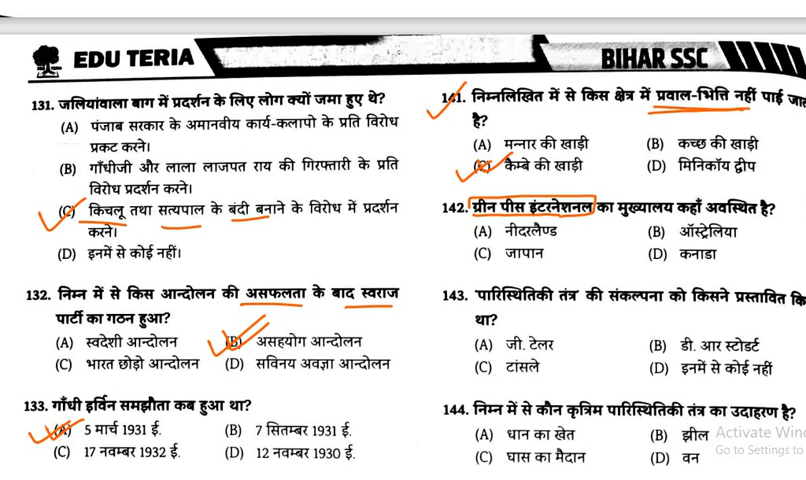 EDU TERIA
BIHAR SSC
131. जलियांवाला बाग में प्रदर्शन के लिए लोग क्यों जमा हुए थे?
(A) पंजाब सरकार के अमानवीय कार्य-कलापो के प्रति विरोध
प्रकट करने।
(B) गाँधीजी और लाला लाजपत राय की गिरफ्तारी के प्रति
विरोध प्रदर्शन करने।
(C) किचलू तथा सत्यपाल के बंदी बनाने के विरोध में प्रदर्शन
करने।
(D) इनमें से कोई नहीं।
132. निम्न में से किस आन्दोलन की असफलता के बाद स्वराज
पार्टी का गठन हुआ?
(A) स्वदेशी आन्दोलन (B) असहयोग आन्दोलन
(C) भारत छोड़ो आन्दोलन (D) सविनय अवज्ञा आन्दोलन
133. गाँधी इर्विन समझौता कब हुआ था?
(A) 5 मार्च 1931 ई. (B) 7 सितम्बर 1931 ई.
(C) 17 नवम्बर 1932 ई. (D) 12 नवम्बर 1930 ई.
141. निम्नलिखित में से किस क्षेत्र में प्रवाल-भित्ति नहीं पाई
है?
(A) मन्नार की खाड़ी (B) कच्छ की खाड़ी
(C) कैम्बे की खाड़ी (D) मिनिकॉय द्वीप
142. ग्रीन पीस इंटरनेशनल का मुख्यालय कहाँ अवस्थित है?
(A) नीदरलैण्ड (B) ऑस्ट्रेलिया
(C) जापान (D) कनाडा
143. 'पारिस्थितिकी तंत्र' की संकल्पना को किसने प्रस्तावित
था?
(A) जी. टेलर (B) डी. आर स्टोडर्ट
(C) टांसले (D) इनमें से कोई नहीं
144. निम्न में से कौन कृत्रिम पारिस्थितिकी तंत्र का उदाहरण है?
(A) धान का खेत (B) झील
(C) घास का मैदान (D) वन
Activate
Go to Settings to